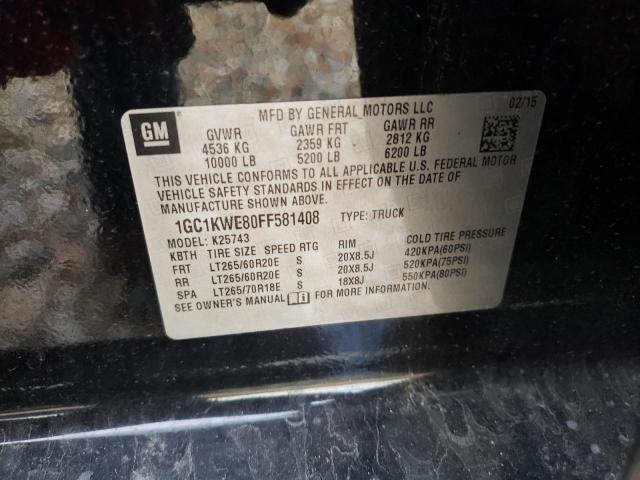 GM
MFD BY GENERAL MOTORS LLC 02/15
GVWR GAWR FRT GAWR RR
4536 KG 2359 KG 2812 KG
10000 LB 5200 LB 6200 LB
THIS VEHICLE CONFORMS TO ALL APPLICABLE U.S. FEDERAL MOTOR
VEHICLE SAFETY STANDARDS IN EFFECT ON THE DATE OF
MANUFACTURE SHOWN ABOVE.
1GC1KWE80FF581408 TYPE: TRUCK
MODEL: K25743
KBTH TIRE SIZE SPEED RTG RIM COLD TIRE PRESSURE
FRT LT265/60R20E S 20X8.5J 420KPA(60PSI)
RR LT265/60R20E S 20X8.5J 520KPA(75PSI)
SPA LT265/70R18E S 18X8J 550KPA(80PSI)
SEE OWNER'S MANUAL FOR MORE INFORMATION.